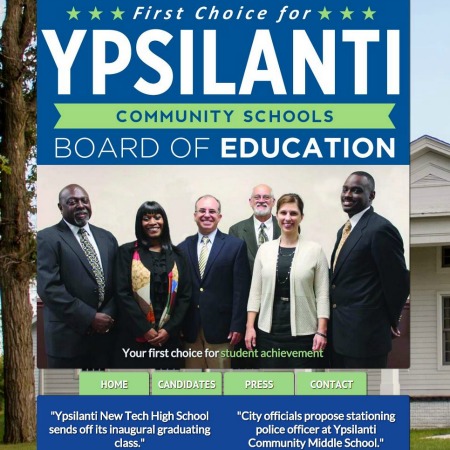 First Choice for
YPSILANTI
COMMUNITY SCHOOLS
BOARD OF EDUCATION
Your first choice for student achievement
HOME CANDIDATES PRESS CONTACT
"Ypsilanti New Tech High School
sends off its inaugural graduating
class."
"City officials propose stationing
police officer at Ypsilanti
Community Middle School."